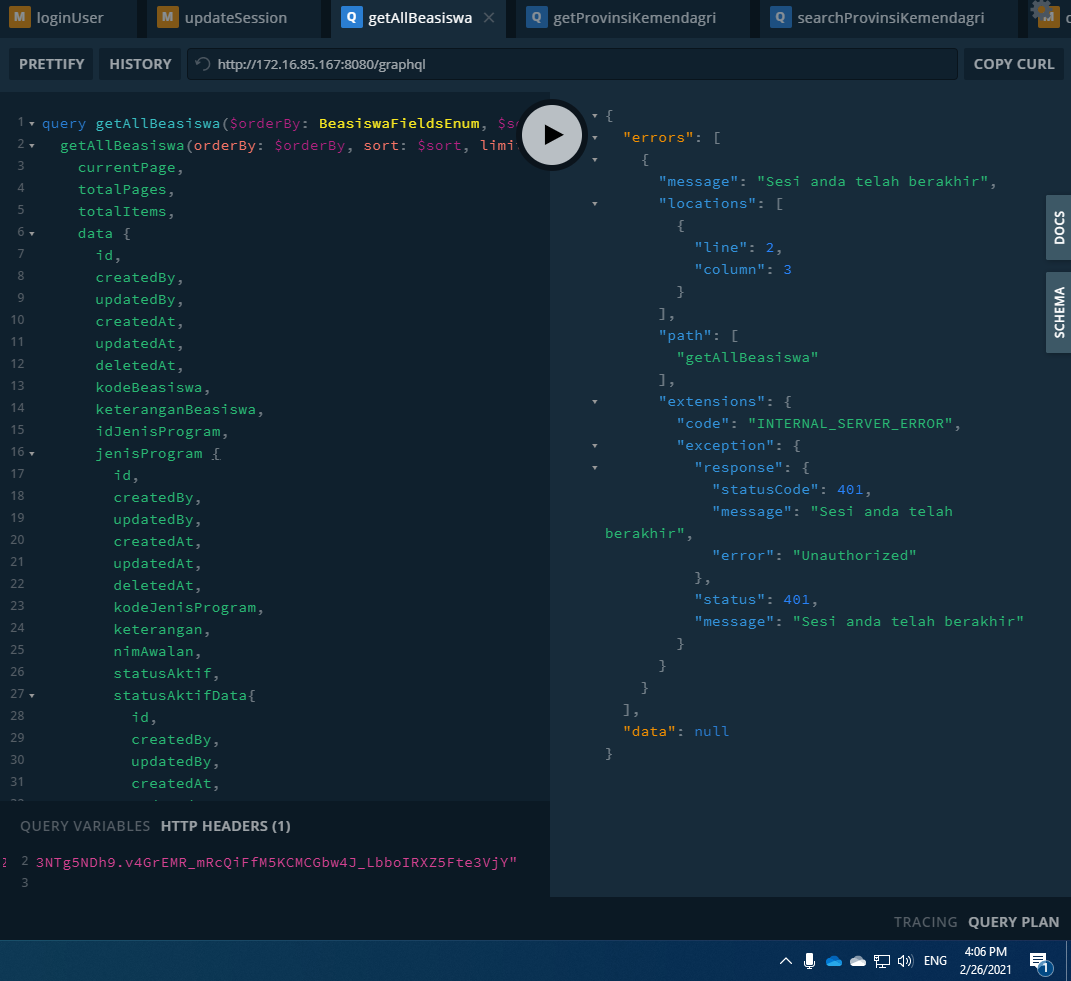 M loginUser M updateSession Q getAllBeasiswa × Q getProvinsiKemendagri Q searchProvinsiKemendagri M
PRETTIFY HISTORY http://172.16.85.167:8080/graphql COPY CURL
1 query getAllBeasiswa($orderBy: BeasiswaFieldsEnum,
2 getAllBeasiswa(orderBy: $orderBy, sort: $sort,
3 currentPage,
4 totalPages,
5 totalItems,
6 data {
7 id,
8 createdBy,
9 updatedBy,
10 createdAt,
11 updatedAt,
12 deletedAt,
13 kodeBeasiswa,
14 keteranganBeasiswa,
15 idJenisProgram,
16 jenisProgram {
17 id,
18 createdBy,
19 updatedBy,
20 createdAt,
21 updatedAt,
22 deletedAt,
23 kodeJenisProgram,
24 keterangan,
25 nimAwalan,
26 statusAktif,
27 statusAktifData{
28 id,
29 createdBy,
30 updatedBy,
31 createdAt,
QUERY VARIABLES HTTP HEADERS (1)
2 3NTg5NDh9.v4GrEMR_mRcQiFfM5KCMCGbw4J_LbboIRXZ5Fte3VjY"
3
{
"errors": [
{
"message": "Sesi anda telah berakhir",
"locations": [
{
"line": 2,
"column": 3
}
],
"path": [
"getAllBeasiswa"
],
"extensions": {
"code": "INTERNAL_SERVER_ERROR",
"exception": {
"response": {
"statusCode": 401,
"message": "Sesi anda telah
berakhir",
"error": "Unauthorized"
},
"status": 401,
"message": "Sesi anda telah berakhir"
}
}
}
],
"data": null
}
DOCS
SCHEMA
TRACING QUERY PLAN
ENG
4:06 PM
2/26/2021
1